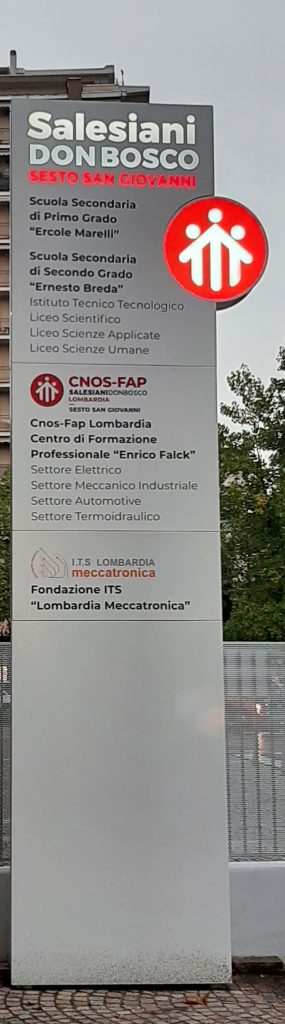 Salesiani
DON BOSCO
SESTO SAN GIOVANNI
Scuola Secondaria
di Primo Grado
“Ercole Marelli”
Scuola Secondaria
di Secondo Grado
“Ernesto Breda”
Istituto Tecnico Tecnologico
Liceo Scientifico
Liceo Scienze Applicate
Liceo Scienze Umane
CNOS-FAP
SALESIANIDONBOSCO
LOMBARDIA
SESTO SAN GIOVANNI
Cnos-Fap Lombardia
Centro di Formazione
Professionale “Enrico Falck”
Settore Elettrico
Settore Meccanico Industriale
Settore Automotive
Settore Termoidraulico
I.T.S LOMBARDIA
meccatronica
Fondazione ITS
“Lombardia Meccatronica”